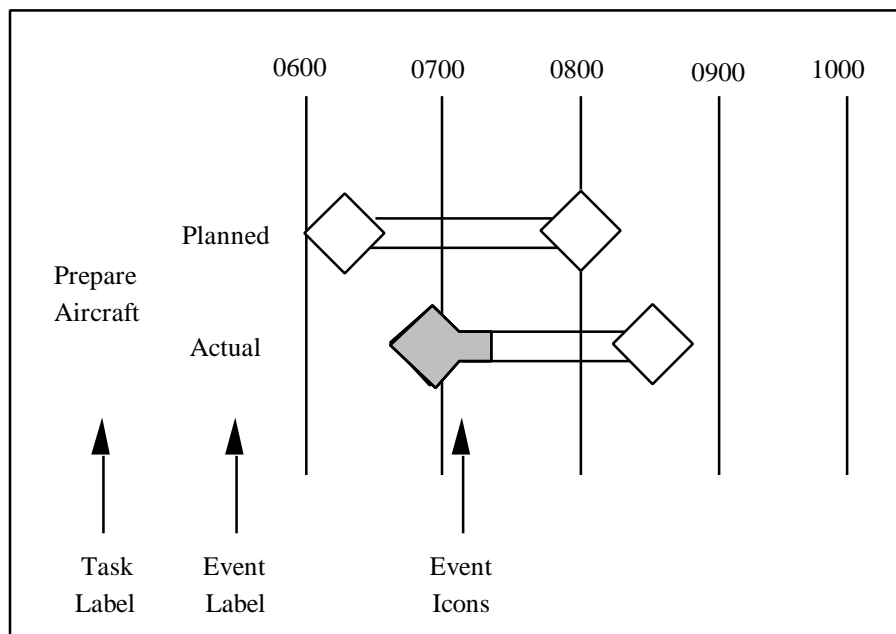 0600 0700 0800 0900 1000
Planned
Prepare
Aircraft
Actual
Task Event Event
Label Label Icons